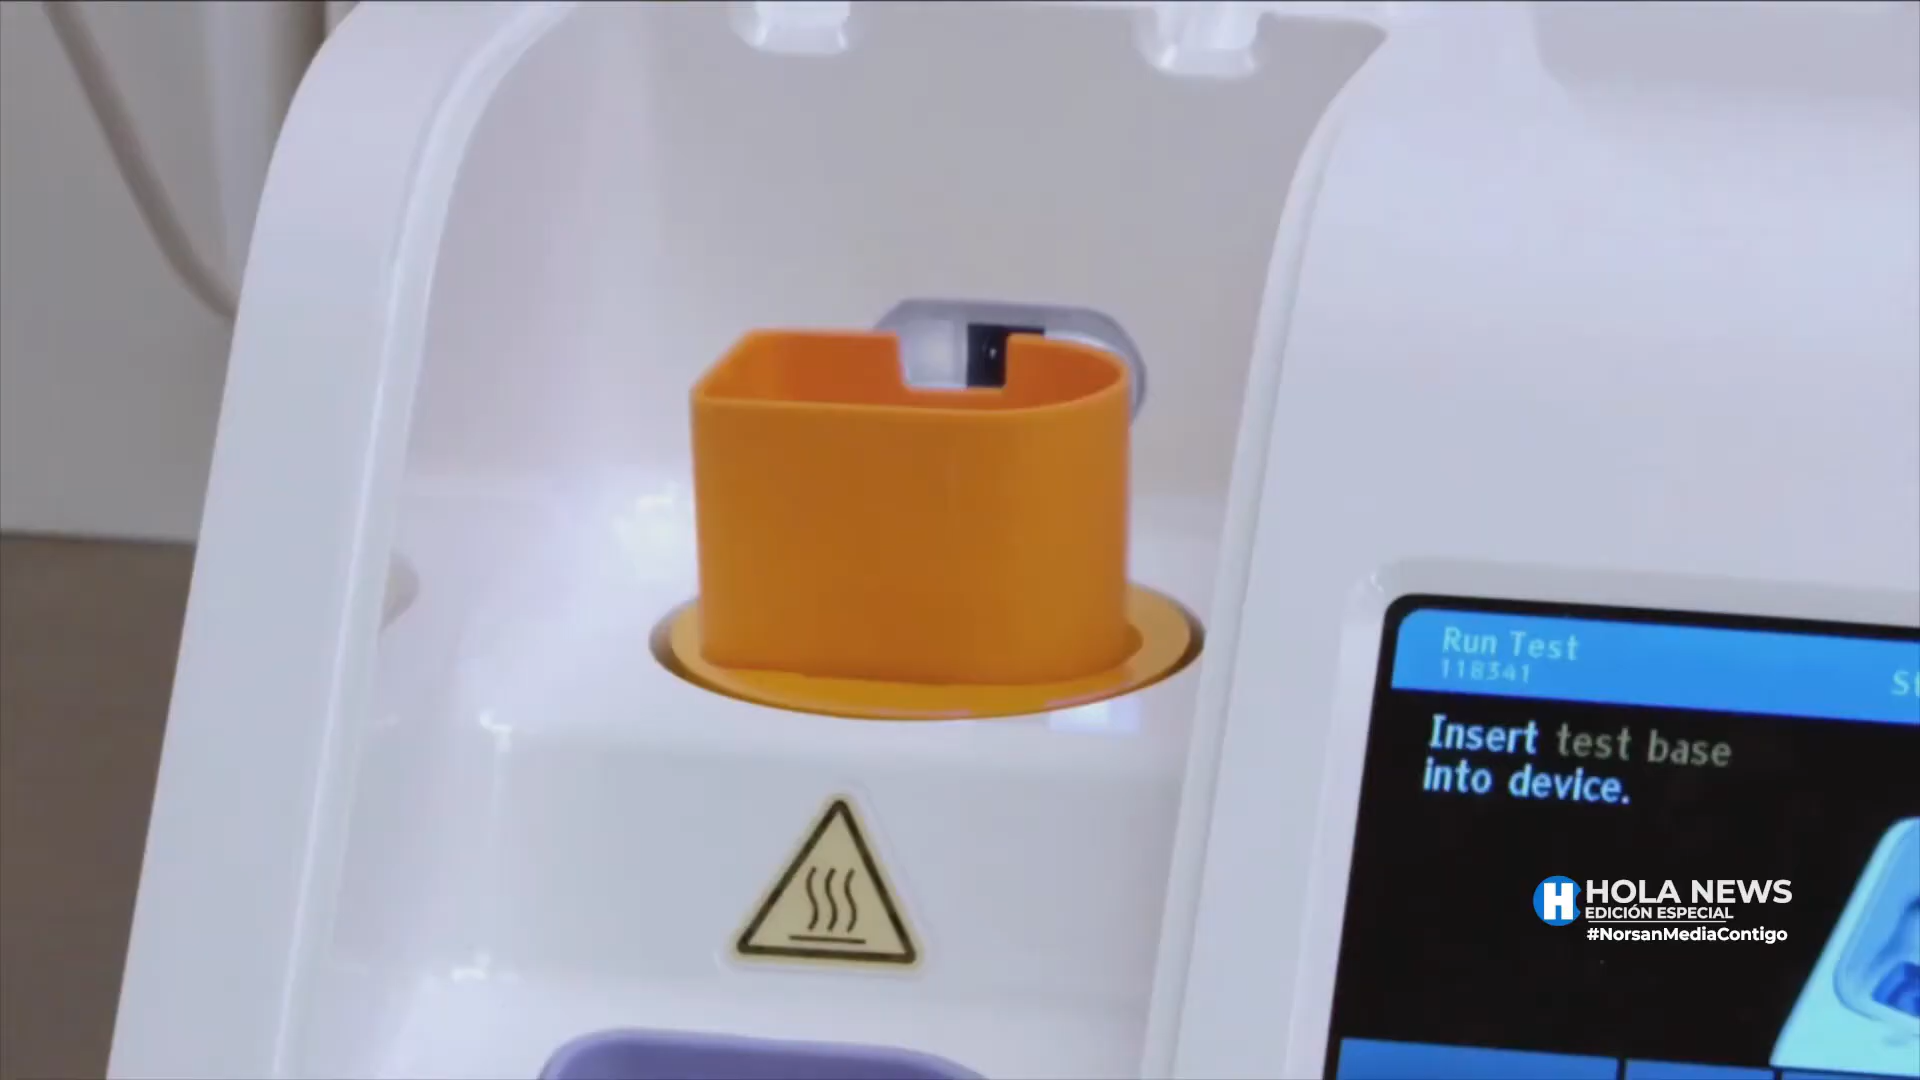 Run Test
118341
Insert test base
into device.
HOLA NEWS
EDICIÓN ESPECIAL
#NorsanMediaContigo